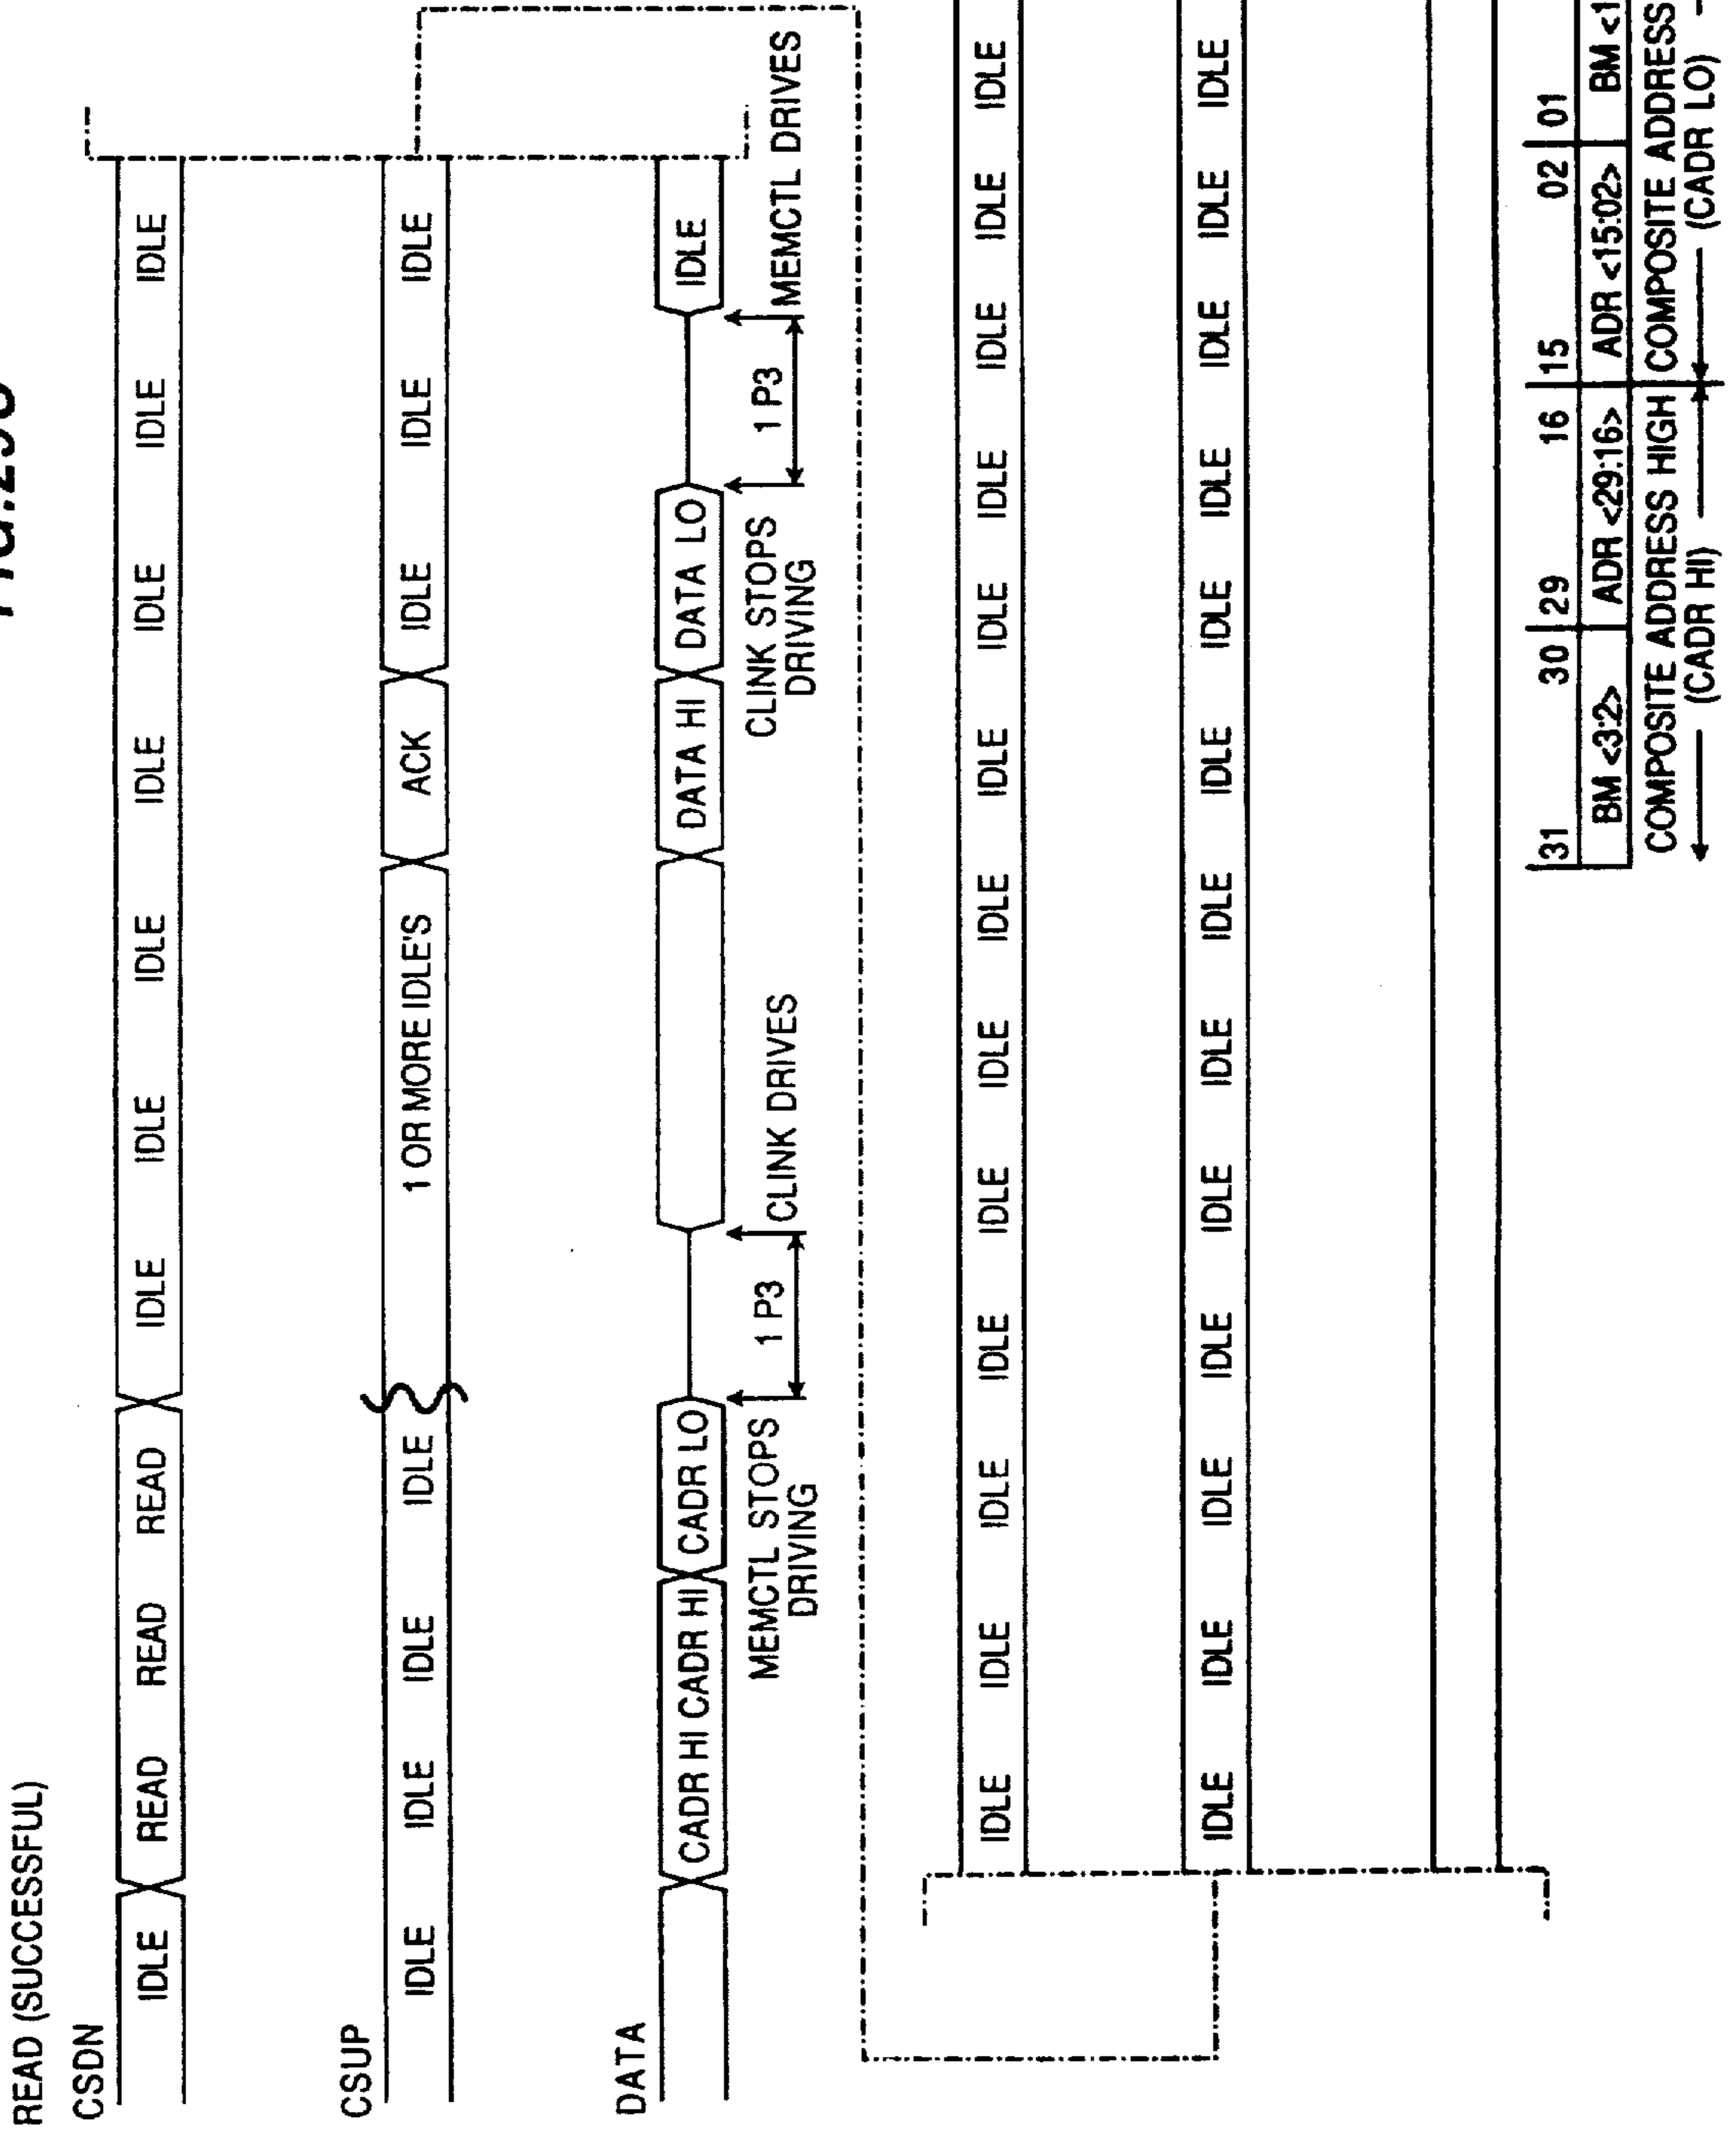 READ (SUCCESSFUL)
CSDN
IDLE READ READ READ IDLE IDLE IDLE IDLE IDLE IDLE IDLE
CSUP
IDLE IDLE IDLE IDLE 1 OR MORE IDLE'S ACK IDLE IDLE IDLE
DATA
CADR HI CADR HI CADR LO DATA HI DATA LO IDLE
MEMCTL STOPS
DRIVING
1 P3
CLINK DRIVES
CLINK STOPS
DRIVING
1 P3
MEMCTL DRIVES
IDLE IDLE IDLE IDLE IDLE IDLE IDLE IDLE IDLE IDLE IDLE IDLE IDLE
IDLE IDLE IDLE IDLE IDLE IDLE IDLE IDLE IDLE IDLE IDLE IDLE IDLE
31 30 29 16 15 02 01
BM <3:2> ADR <29:16> ADR <15:02> BM <1
COMPOSITE ADDRESS HIGH COMPOSITE ADDRESS
(CADR HI) (CADR LO)